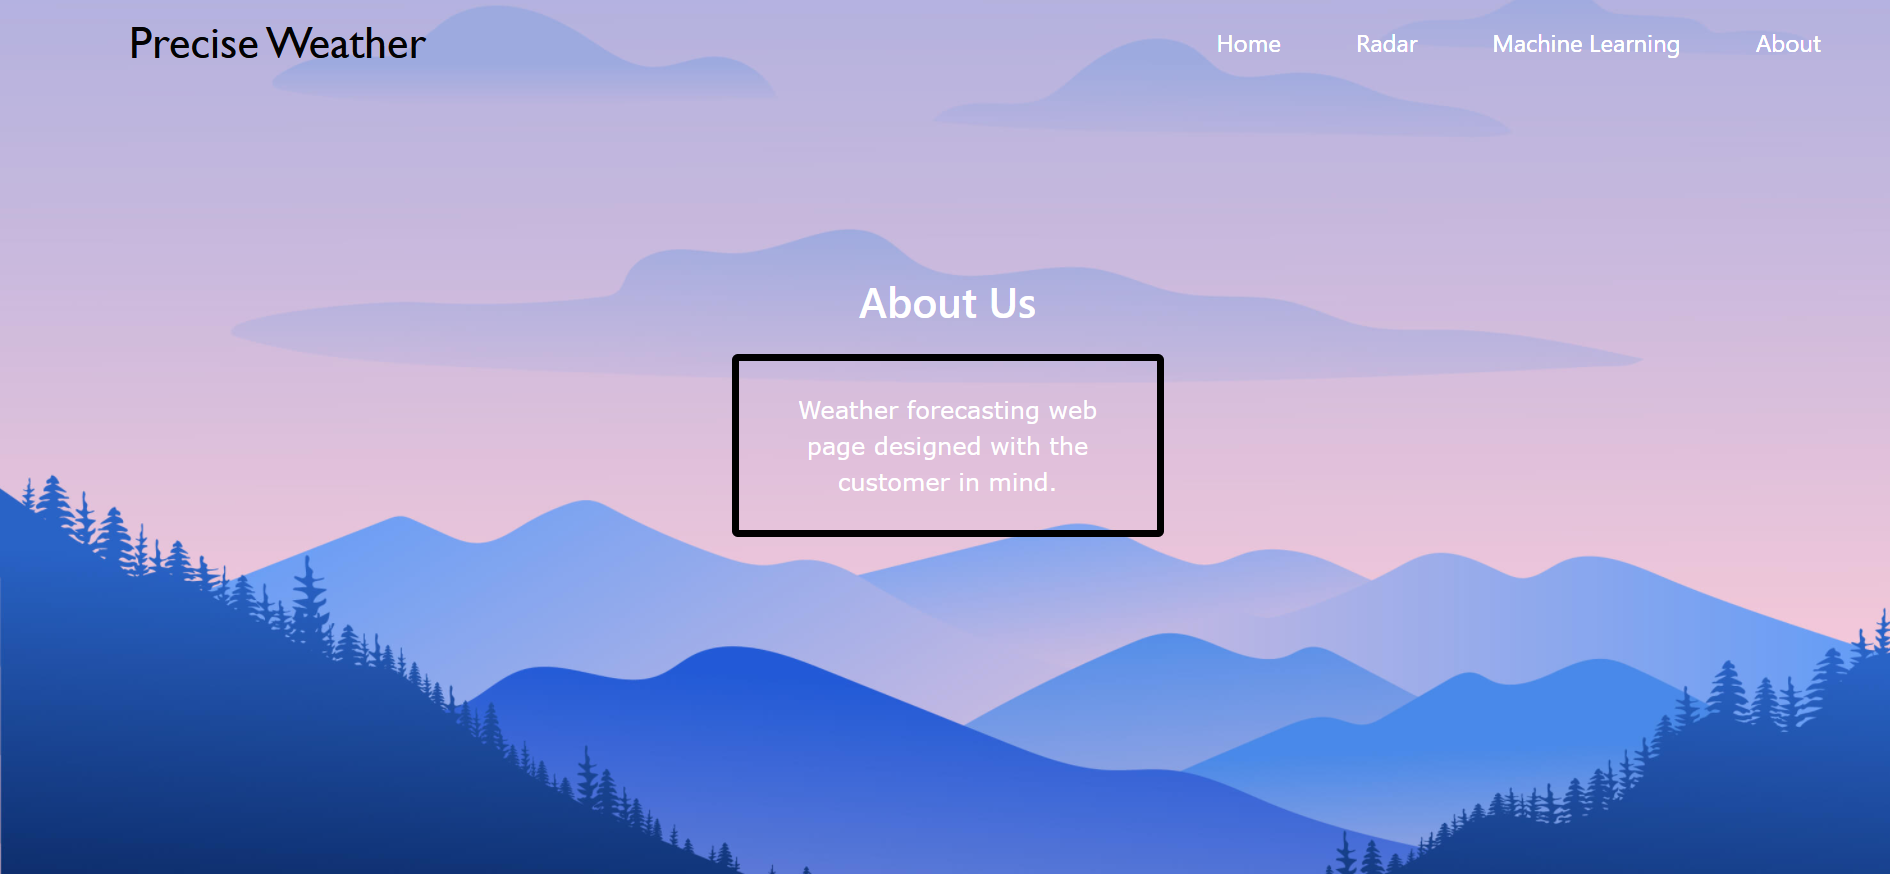 Precise Weather
Home Radar Machine Learning About
About Us
Weather forecasting web
page designed with the
customer in mind.